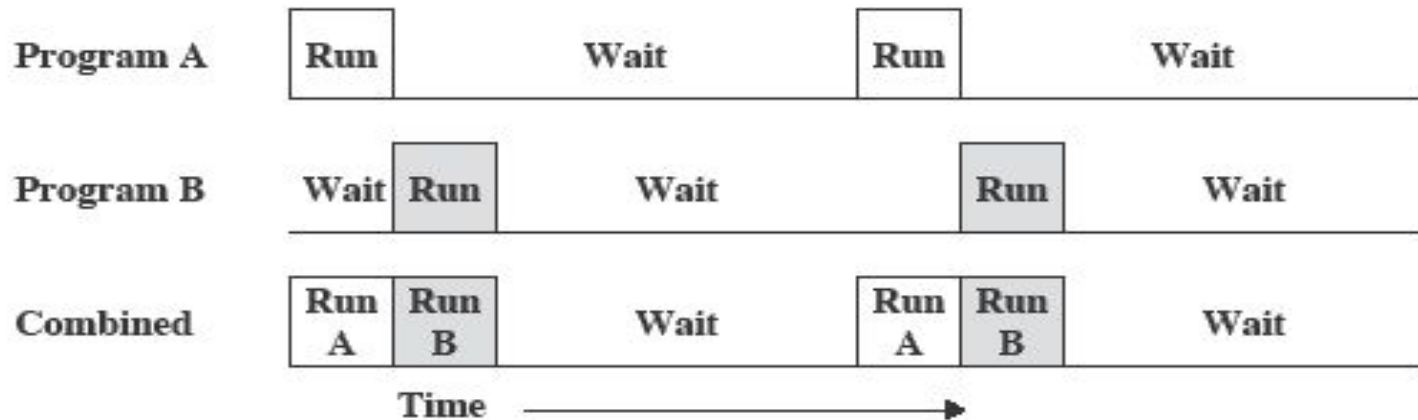 Program A Run Wait Run Wait
Program B Wait Run Wait Run Wait
Combined Run A Run B Wait Run A Run B Wait
Time